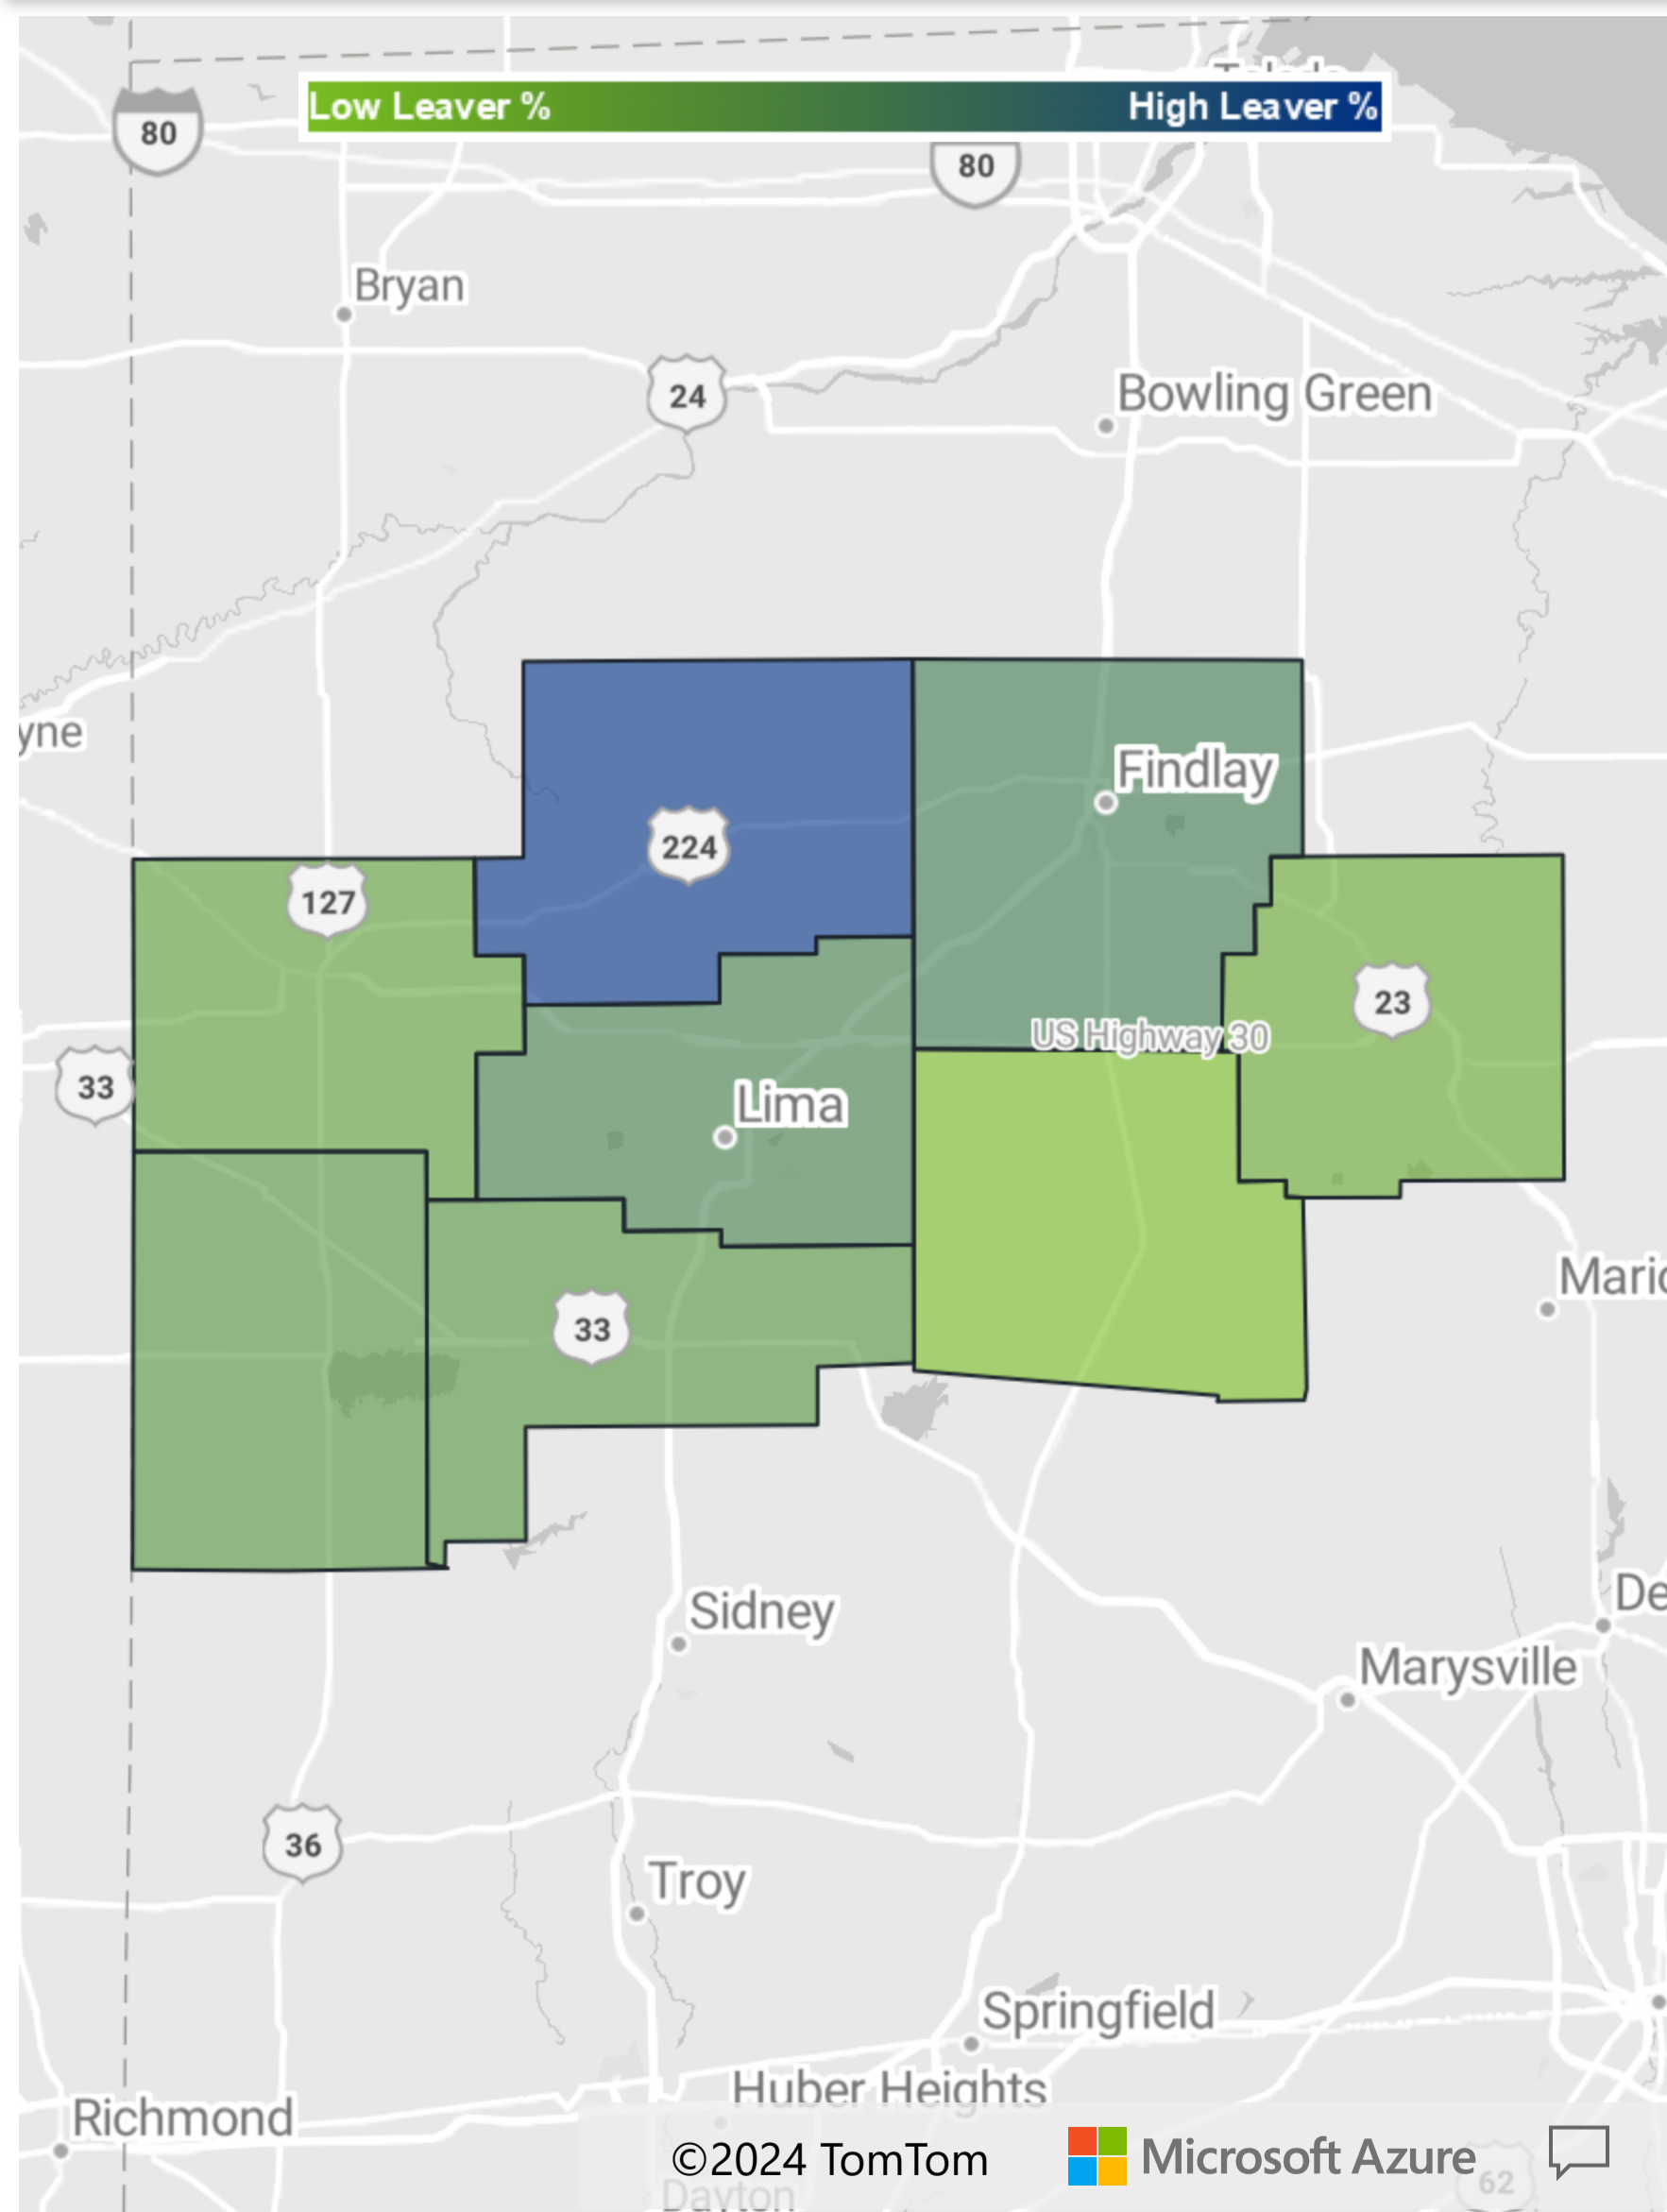 Low Leaver %
High Leaver %
80
80
Bryan
24
Bowling Green
yne
Findlay
224
127
23
US Highway 30
33
Lima
Mario
33
Sidney
De
Marysville
36
Troy
Springfield
Huber Heights
Richmond
©2024 TomTom
Microsoft Azure
62
Dayton